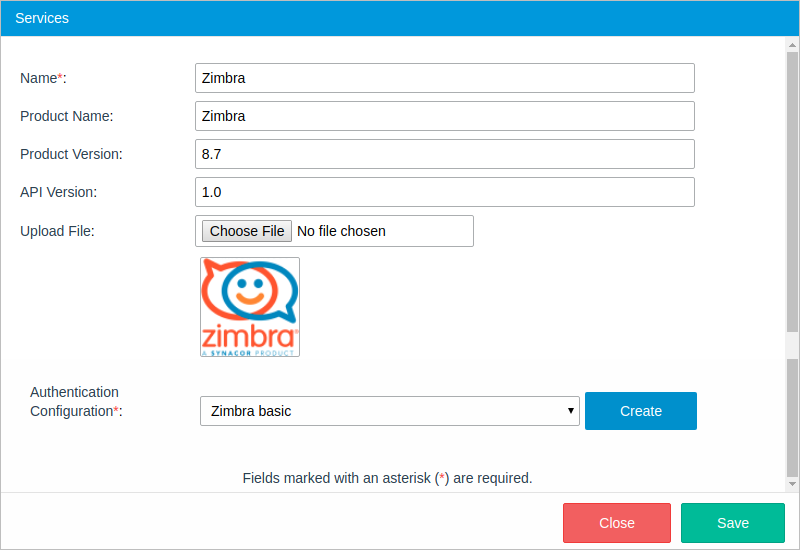 Services
Name*: Zimbra
Product Name: Zimbra
Product Version: 8.7
API Version: 1.0
Upload File: Choose File No file chosen
zimbra®
A SYNACOR PRODUCT
Authentication
Configuration*: Zimbra basic Create
Fields marked with an asterisk (*) are required.
Close Save